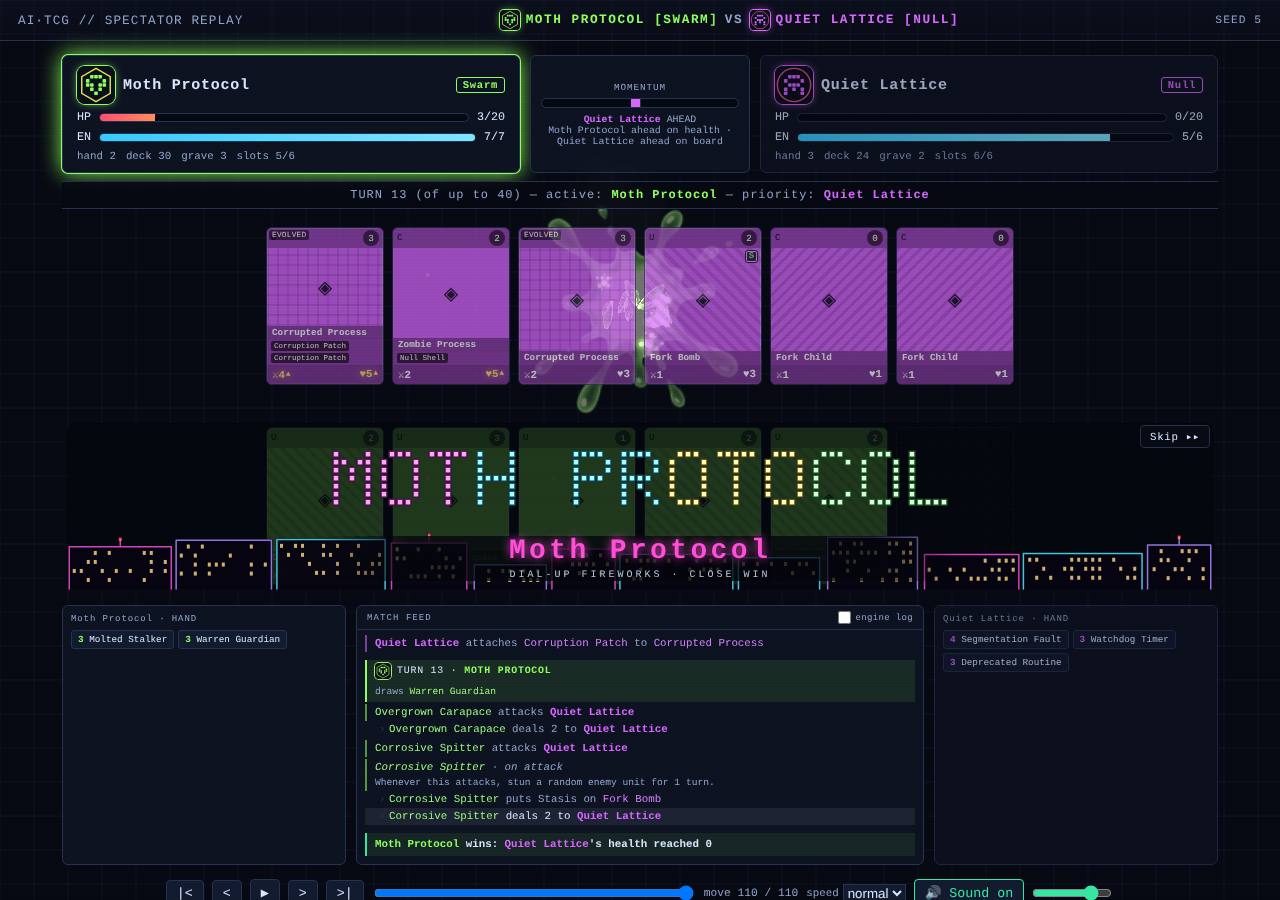 AI·TCG // SPECTATOR REPLAY
MOTH PROTOCOL [SWARM] VS QUIET LATTICE [NULL]
SEED 5
Moth Protocol
Swarm
HP 3/20
EN 7/7
hand 2 deck 30 grave 3 slots 5/6
MOMENTUM
Quiet Lattice AHEAD
Moth Protocol ahead on health ·
Quiet Lattice ahead on board
Quiet Lattice
Null
HP 0/20
EN 5/6
hand 3 deck 24 grave 2 slots 6/6
TURN 13 (of up to 40) — active: Moth Protocol — priority: Quiet Lattice
EVOLVED 3
Corrupted Process
Corruption Patch
Corruption Patch
⚔4▲ ♥5▲
C 2
Zombie Process
Null Shell
⚔2 ♥5▲
EVOLVED 3
Corrupted Process
⚔2 ♥3
U 2
S
Fork Bomb
⚔1 ♥3
C 0
Fork Child
⚔1 ♥1
C 0
Fork Child
⚔1 ♥1
Skip ▸▸
U 2
U 3
U 1
U 2
U 2
MOTH PROTOCOL
Moth Protocol
DIAL-UP FIREWORKS · CLOSE WIN
Moth Protocol · HAND
3 Molted Stalker
3 Warren Guardian
MATCH FEED
engine log
Quiet Lattice attaches Corruption Patch to Corrupted Process
TURN 13 · MOTH PROTOCOL
draws Warren Guardian
Overgrown Carapace attacks Quiet Lattice
Overgrown Carapace deals 2 to Quiet Lattice
Corrosive Spitter attacks Quiet Lattice
Corrosive Spitter · on attack
Whenever this attacks, stun a random enemy unit for 1 turn.
Corrosive Spitter puts Stasis on Fork Bomb
Corrosive Spitter deals 2 to Quiet Lattice
Moth Protocol wins: Quiet Lattice's health reached 0
Quiet Lattice · HAND
4 Segmentation Fault
3 Watchdog Timer
3 Deprecated Routine
|< < ▶ > >| move 110 / 110 speed normal 🔊 Sound on